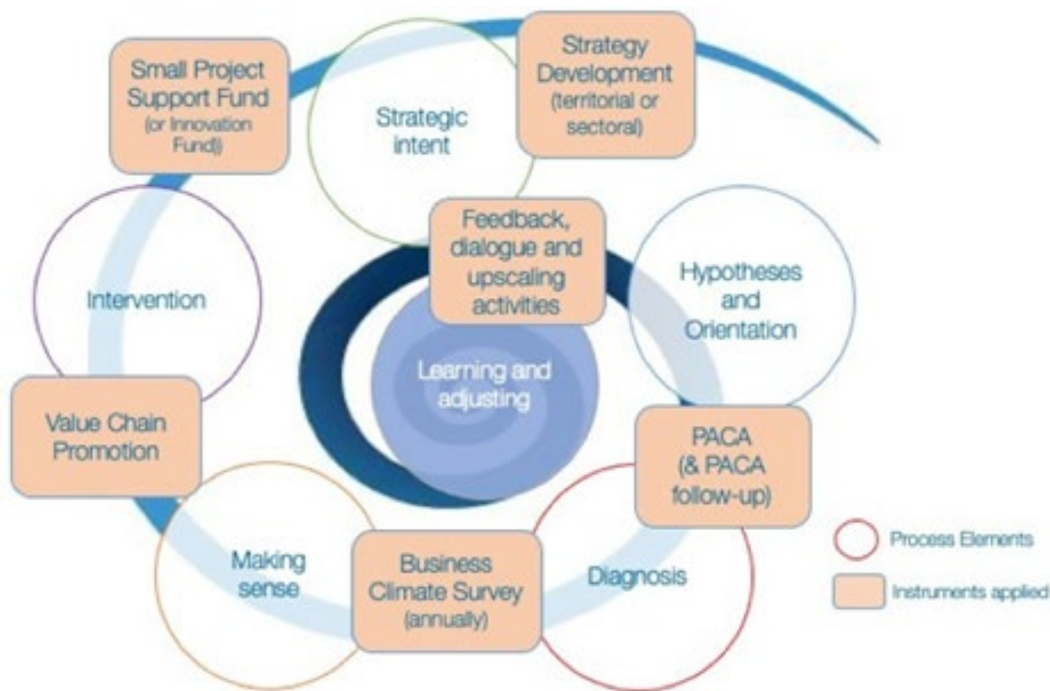 Small Project
Support Fund
(or Innovation
Fund))
Strategic
intent
Strategy
Development
(territorial or
sectoral)
Feedback,
dialogue and
upscaling
activities
Hypotheses
and
Orientation
Intervention
Learning and
adjusting
Value Chain
Promotion
PACA
(& PACA
follow-up)
Making
sense
Business
Climate Survey
(annually)
Diagnosis
Process Elements
Instruments applied